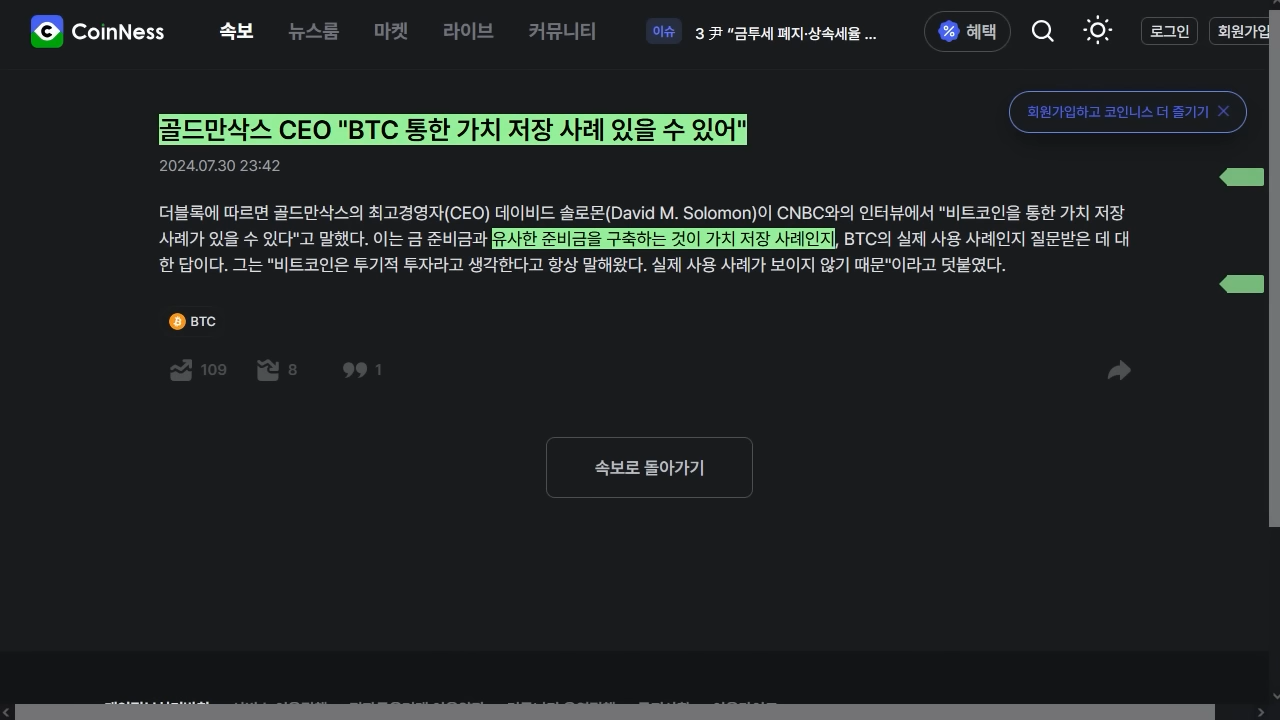 CoinNess 속보 뉴스룸 마켓 라이브 커뮤니티 이슈 3 尹 “금투세 폐지·상속세율 ... 혜택 로그인 회원가입
회원가입하고 코인니스 더 즐기기
골드만삭스 CEO "BTC 통한 가치 저장 사례 있을 수 있어"
2024.07.30 23:42
더블록에 따르면 골드만삭스의 최고경영자(CEO) 데이비드 솔로몬(David M. Solomon)이 CNBC와의 인터뷰에서 "비트코인을 통한 가치 저장
사례가 있을 수 있다"고 말했다. 이는 금 준비금과 유사한 준비금을 구축하는 것이 가치 저장 사례인지, BTC의 실제 사용 사례인지 질문받은 데 대
한 답이다. 그는 "비트코인은 투기적 투자라고 생각한다고 항상 말해왔다. 실제 사용 사례가 보이지 않기 때문"이라고 덧붙였다.
BTC
109 8 1
속보로 돌아가기